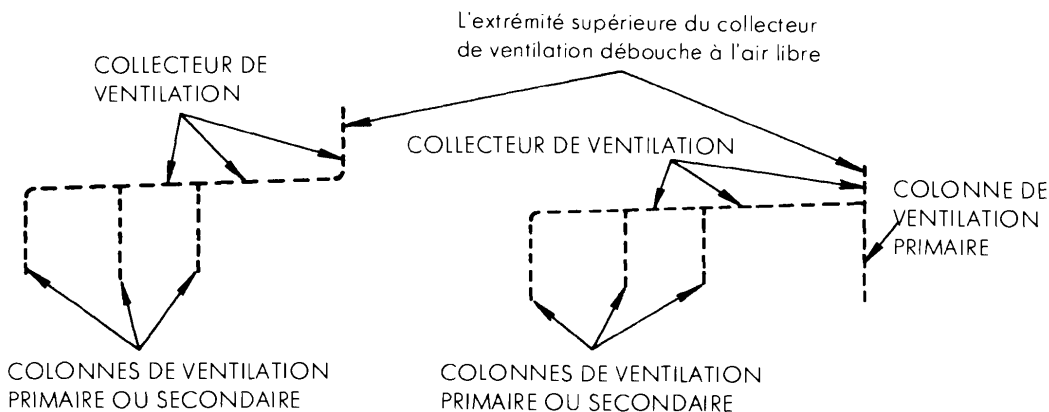 L'extrémité supérieure du collecteur
de ventilation débouche à l'air libre
COLLECTEUR DE
VENTILATION
COLLECTEUR DE VENTILATION
COLONNE DE
VENTILATION
PRIMAIRE
COLONNES DE VENTILATION
PRIMAIRE OU SECONDAIRE
COLONNES DE VENTILATION
PRIMAIRE OU SECONDAIRE